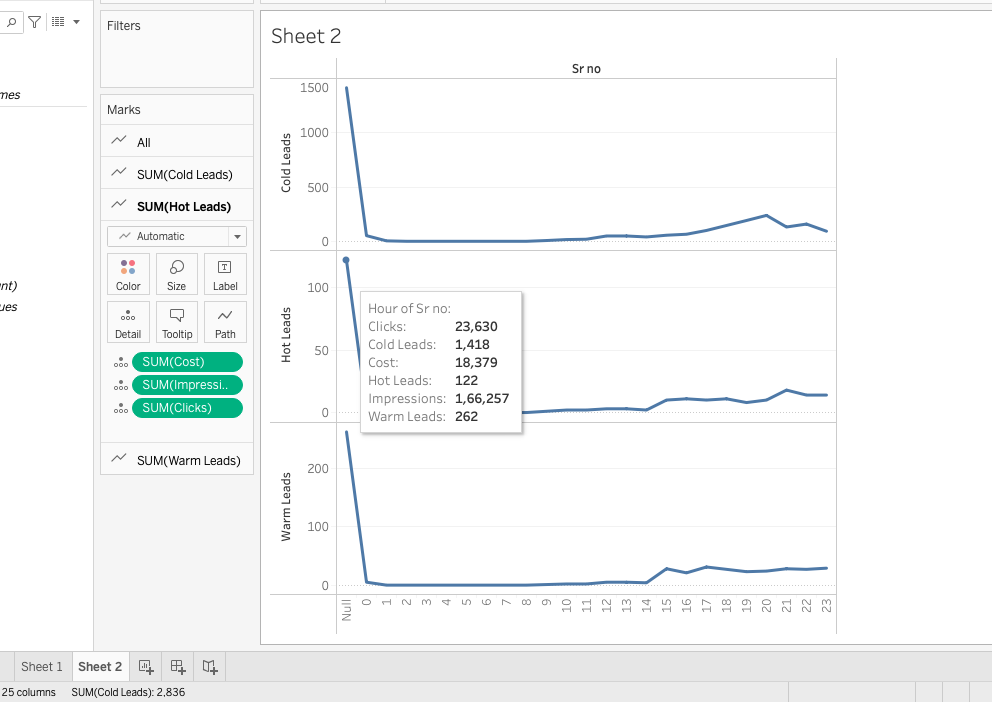 mes
nt)
ues
Filters
Marks
All
SUM(Cold Leads)
SUM(Hot Leads)
Automatic
Color
Size
Label
Detail
Tooltip
Path
SUM(Cost)
SUM(Impressi..
SUM(Clicks)
SUM(Warm Leads)
Sheet 2
Sr no
Cold Leads
1500
1000
500
0
Hot Leads
100
50
0
Hour of Sr no:
Clicks: 23,630
Cold Leads: 1,418
Cost: 18,379
Hot Leads: 122
Impressions: 1,66,257
Warm Leads: 262
Warm Leads
200
100
0
Null 0 1 2 3 4 5 6 7 8 9 10 11 12 13 14 15 16 17 18 19 20 21 22 23
Sheet 1 Sheet 2
25 columns SUM(Cold Leads): 2,836